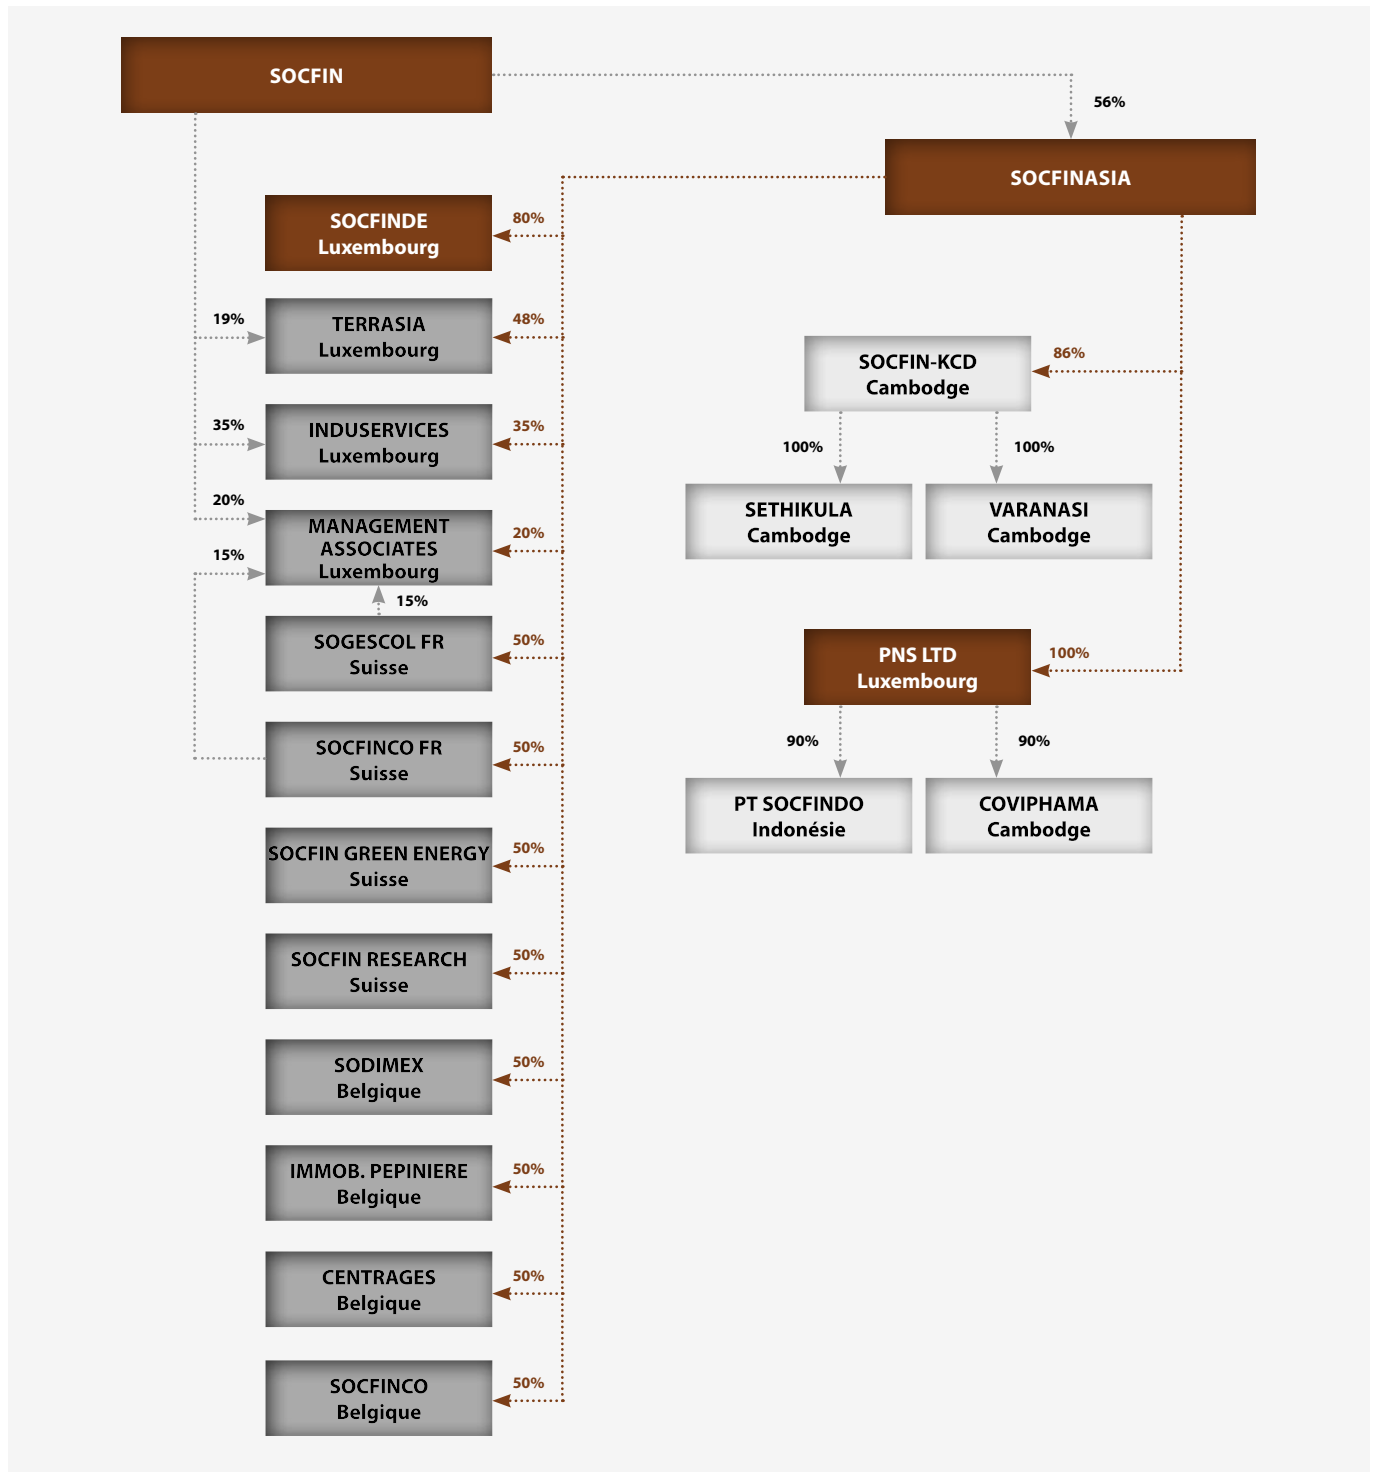 SOCFIN
56%
SOCFINASIA
SOCFINDE
Luxembourg
80%
19%
TERRASIA
Luxembourg
48%
35%
INDUSERVICES
Luxembourg
35%
20%
15%
MANAGEMENT
ASSOCIATES
Luxembourg
20%
15%
SOGESCOL FR
Suisse
50%
SOCFINCO FR
Suisse
50%
SOCFIN GREEN ENERGY
Suisse
50%
SOCFIN RESEARCH
Suisse
50%
SODIMEX
Belgique
50%
IMMOB. PEPINIERE
Belgique
50%
CENTRAGES
Belgique
50%
SOCFINCO
Belgique
50%
SOCFIN-KCD
Cambodge
86%
100%
100%
SETHIKULA
Cambodge
VARANASI
Cambodge
PNS LTD
Luxembourg
100%
90%
90%
PT SOCFINDO
Indonésie
COVIPHAMA
Cambodge